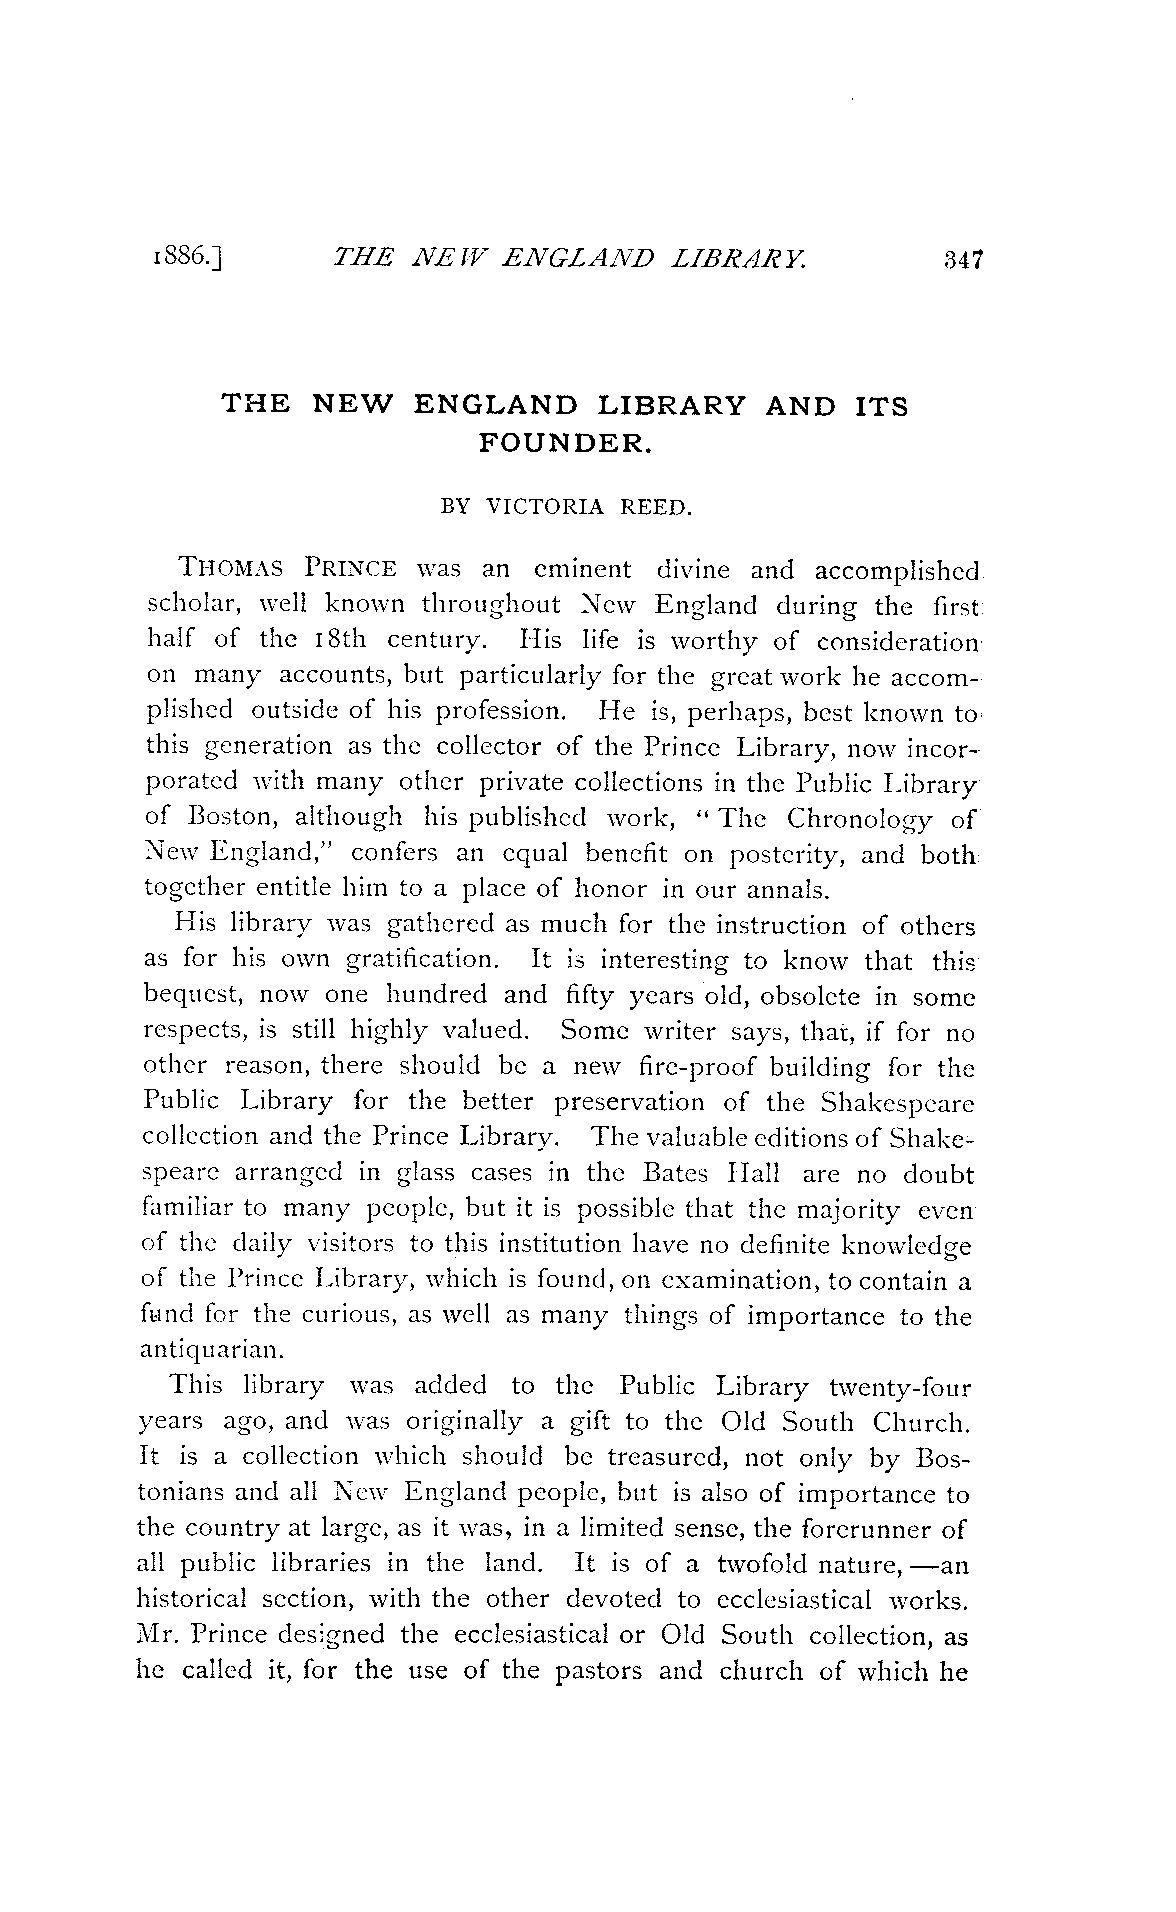 1886.] THE NEW ENGLAND LIBRARY. 347
THE NEW ENGLAND LIBRARY AND ITS
FOUNDER.
BY VICTORIA REED.
THOMAS PRINCE was an eminent divine and accomplished
scholar, well known throughout New England during the first
half of the 18th century. His life is worthy of consideration
on many accounts, but particularly for the great work he accom-
plished outside of his profession. He is, perhaps, best known to
this generation as the collector of the Prince Library, now incor-
porated with many other private collections in the Public Library
of Boston, although his published work, “The Chronology of
New England,” confers an equal benefit on posterity, and both
together entitle him to a place of honor in our annals.
His library was gathered as much for the instruction of others
as for his own gratification. It is interesting to know that this
bequest, now one hundred and fifty years old, obsolete in some
respects, is still highly valued. Some writer says, that, if for no
other reason, there should be a new fire-proof building for the
Public Library for the better preservation of the Shakespeare
collection and the Prince Library. The valuable editions of Shake-
speare arranged in glass cases in the Bates Hall are no doubt
familiar to many people, but it is possible that the majority even
of the daily visitors to this institution have no definite knowledge
of the Prince Library, which is found, on examination, to contain a
fund for the curious, as well as many things of importance to the
antiquarian.
This library was added to the Public Library twenty-four
years ago, and was originally a gift to the Old South Church.
It is a collection which should be treasured, not only by Bos-
tonians and all New England people, but is also of importance to
the country at large, as it was, in a limited sense, the forerunner of
all public libraries in the land. It is of a twofold nature,—an
historical section, with the other devoted to ecclesiastical works.
Mr. Prince designed the ecclesiastical or Old South collection, as
he called it, for the use of the pastors and church of which he